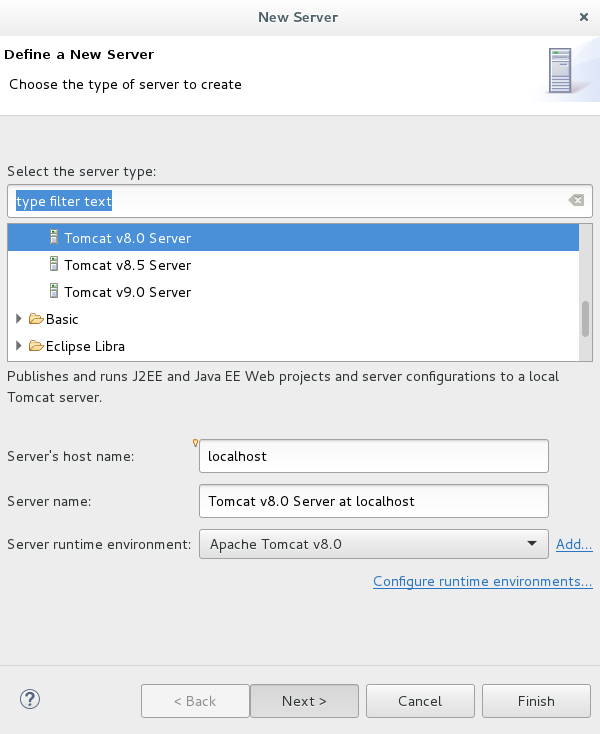 New Server
Define a New Server
Choose the type of server to create
Select the server type:
type filter text
Tomcat v8.0 Server
Tomcat v8.5 Server
Tomcat v9.0 Server
Basic
Eclipse Libra
Publishes and runs J2EE and Java EE Web projects and server configurations to a local
Tomcat server.
Server's host name: localhost
Server name: Tomcat v8.0 Server at localhost
Server runtime environment: Apache Tomcat v8.0 Add...
Configure runtime environments...
? < Back Next > Cancel Finish